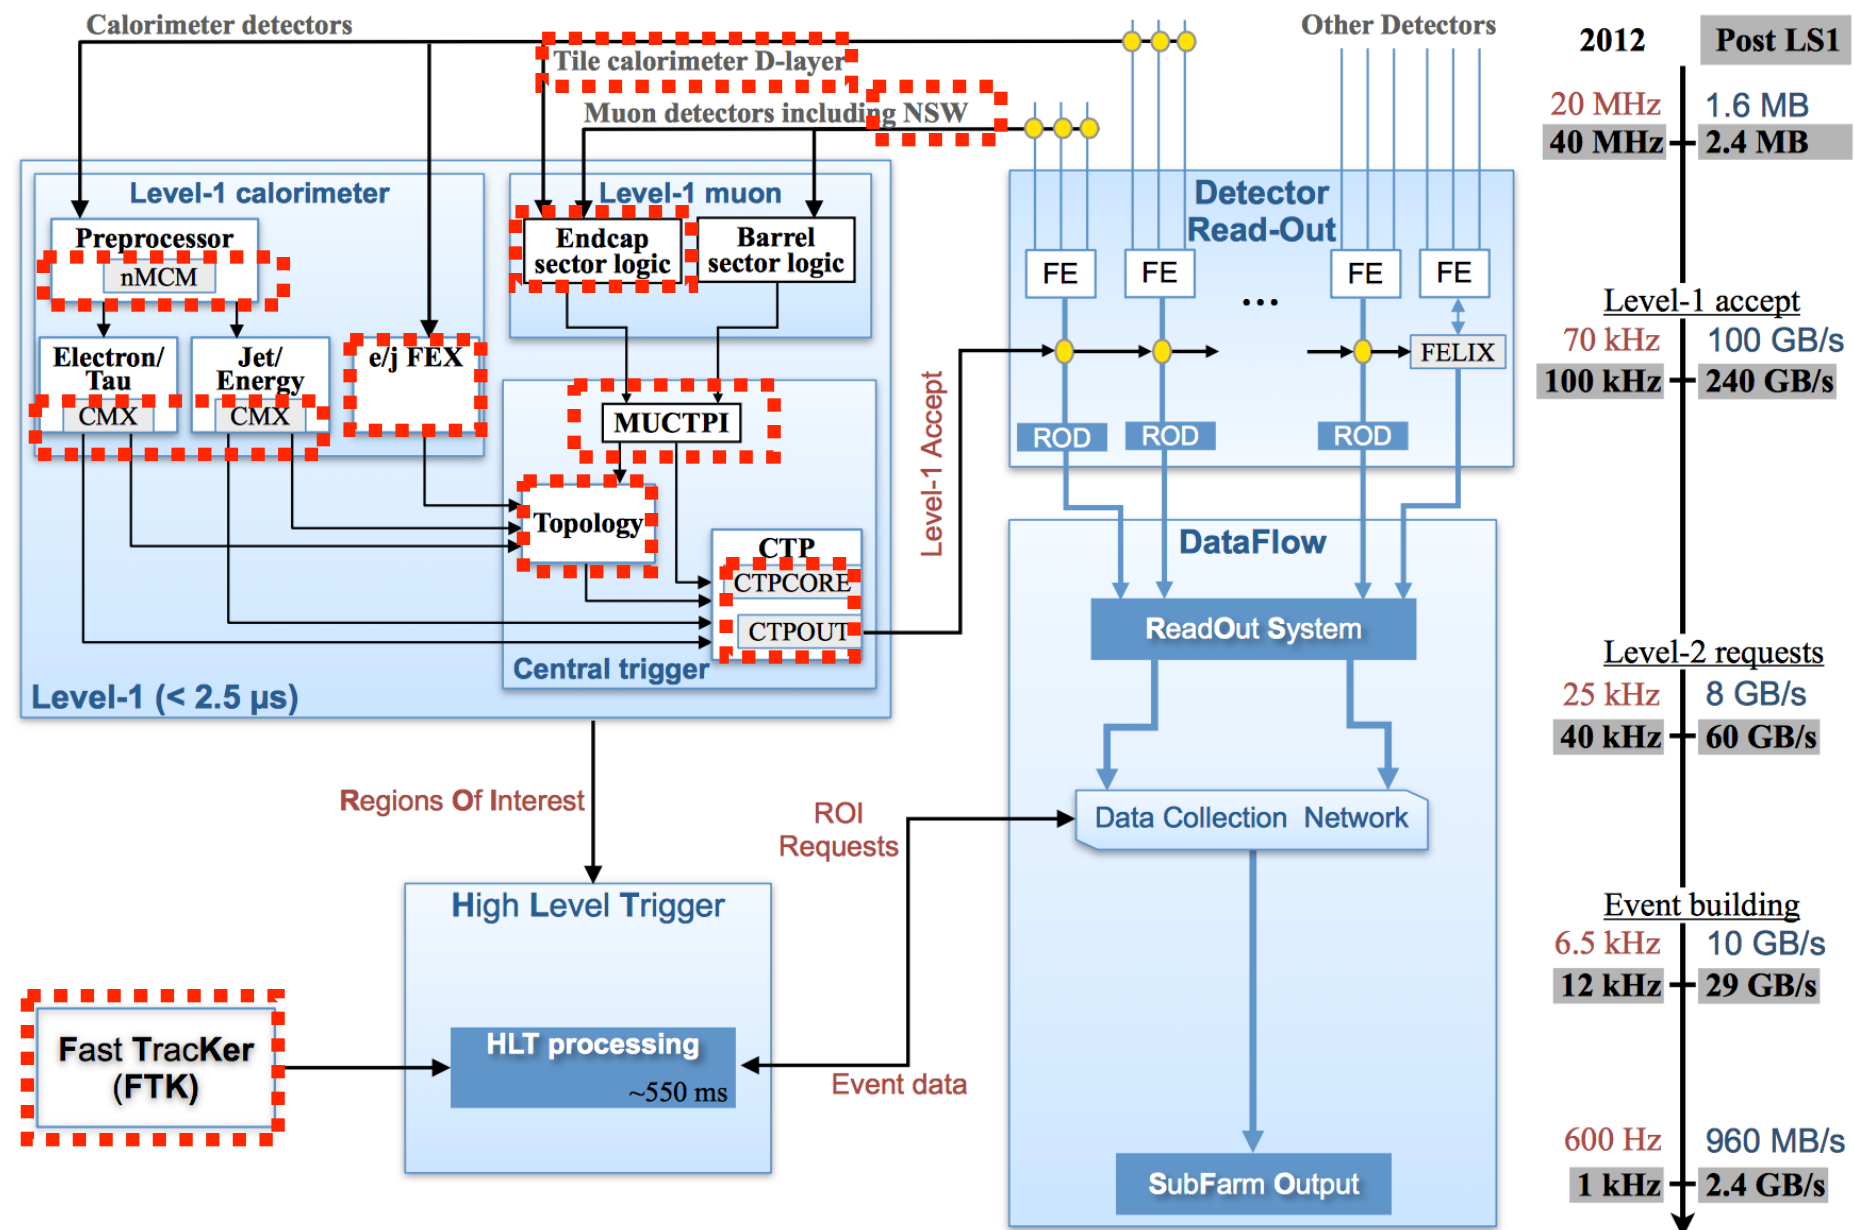 Calorimeter detectors
Tile calorimeter D-layer
Muon detectors including NSW
Other Detectors
2012
Post LS1
20 MHz
1.6 MB
40 MHz
2.4 MB
Level-1 calorimeter
Preprocessor
nMCM
Electron/
Tau
CMX
Jet/
Energy
CMX
e/j FEX
Level-1 muon
Endcap
sector logic
Barrel
sector logic
MUCTPI
Topology
CTP
CTPCORE
CTPOUT
Central trigger
Level-1 (< 2.5 µs)
Level-1 Accept
Detector
Read-Out
FE
FE
...
FE
FE
FELIX
ROD
ROD
ROD
Level-1 accept
70 kHz
100 GB/s
100 kHz
240 GB/s
DataFlow
ReadOut System
Data Collection Network
SubFarm Output
Level-2 requests
25 kHz
8 GB/s
40 kHz
60 GB/s
Regions Of Interest
ROI
Requests
Event data
High Level Trigger
HLT processing
~550 ms
Fast TracKer
(FTK)
Event building
6.5 kHz
10 GB/s
12 kHz
29 GB/s
600 Hz
960 MB/s
1 kHz
2.4 GB/s